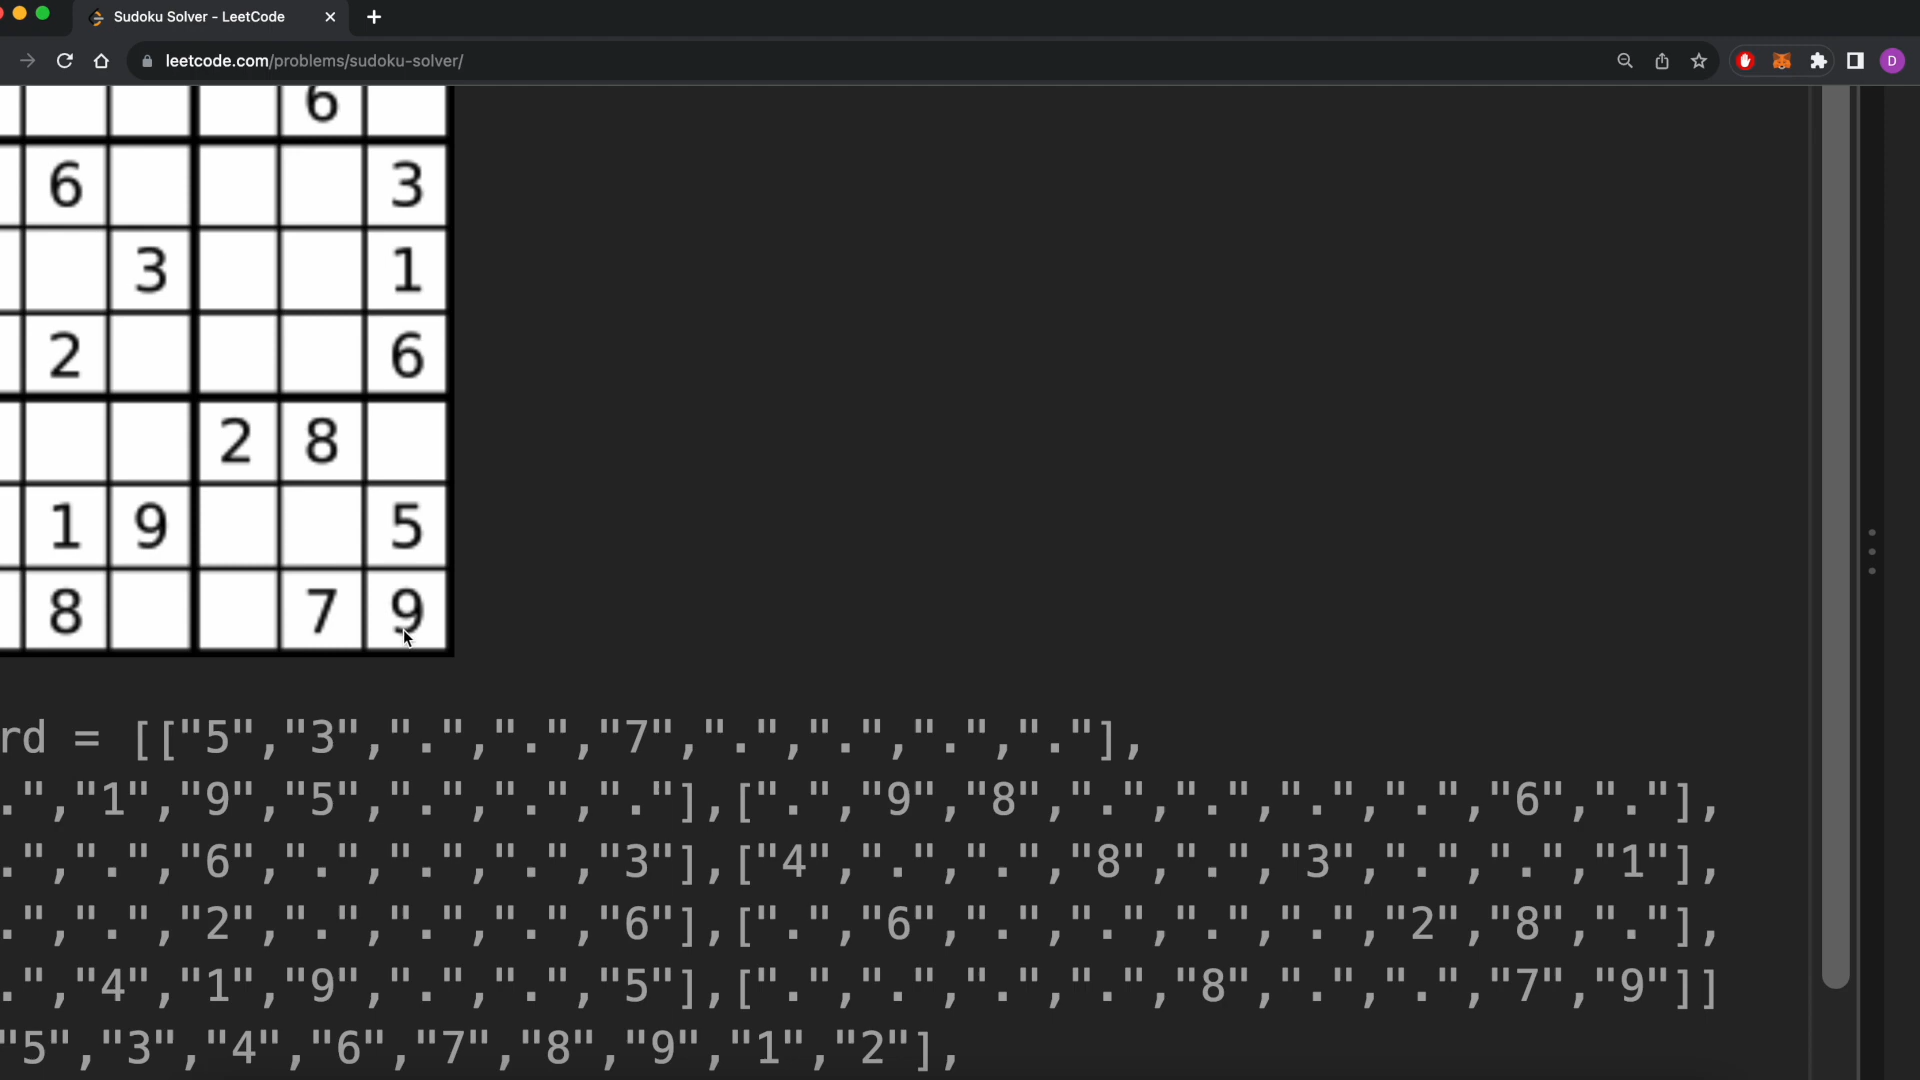 Sudoku Solver - LeetCode
leetcode.com/problems/sudoku-solver/
D
6
6 3
3 1
2 6
2 8
1 9 5
8 7 9
rd = [["5","3",".",".","7",".",".",".","."],
.","1","9","5",".",".","."],[".","9","8",".",".",".",".","6","."],
.",".","6",".",".",".","3"],["4",".",".","8",".","3",".",".","1"],
.",".","2",".",".",".","6"],[".","6",".",".",".",".","2","8","."],
.","4","1","9",".",".","5"],[".",".",".",".","8",".",".","7","9"]]
"5","3","4","6","7","8","9","1","2"],